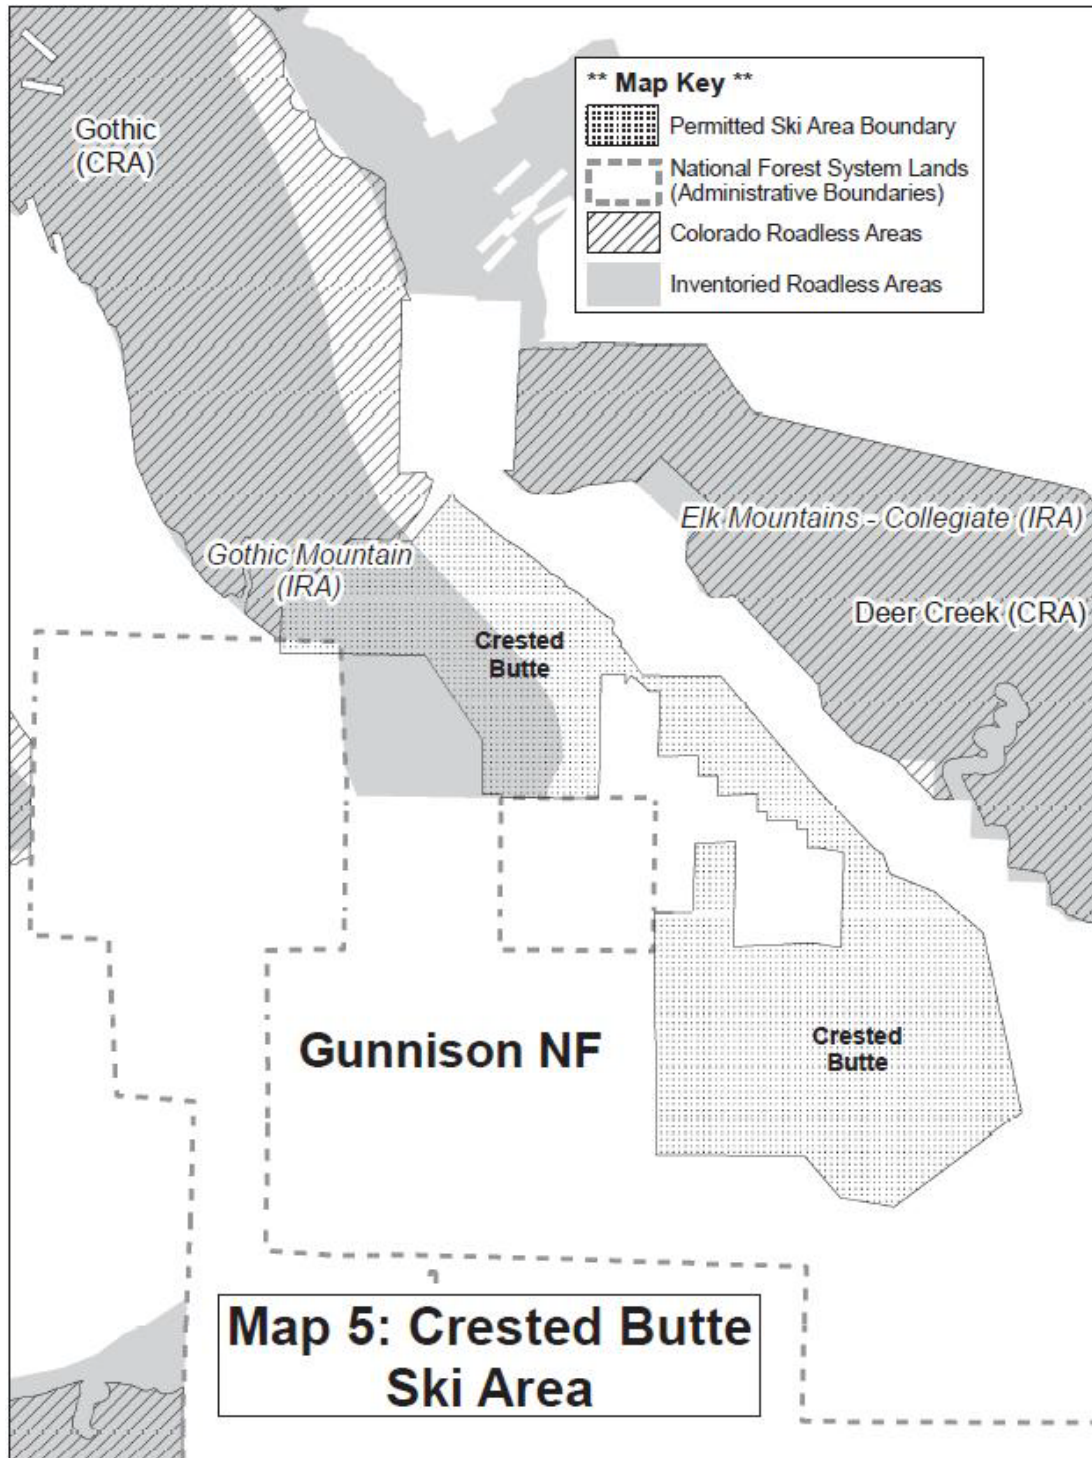 ** Map Key **
Permitted Ski Area Boundary
National Forest System Lands
(Administrative Boundaries)
Colorado Roadless Areas
Inventoried Roadless Areas
Gothic
(CRA)
Elk Mountains - Collegiate (IRA)
Gothic Mountain
(IRA)
Deer Creek (CRA)
Crested
Butte
Crested
Butte
Gunnison NF
Map 5: Crested Butte
Ski Area